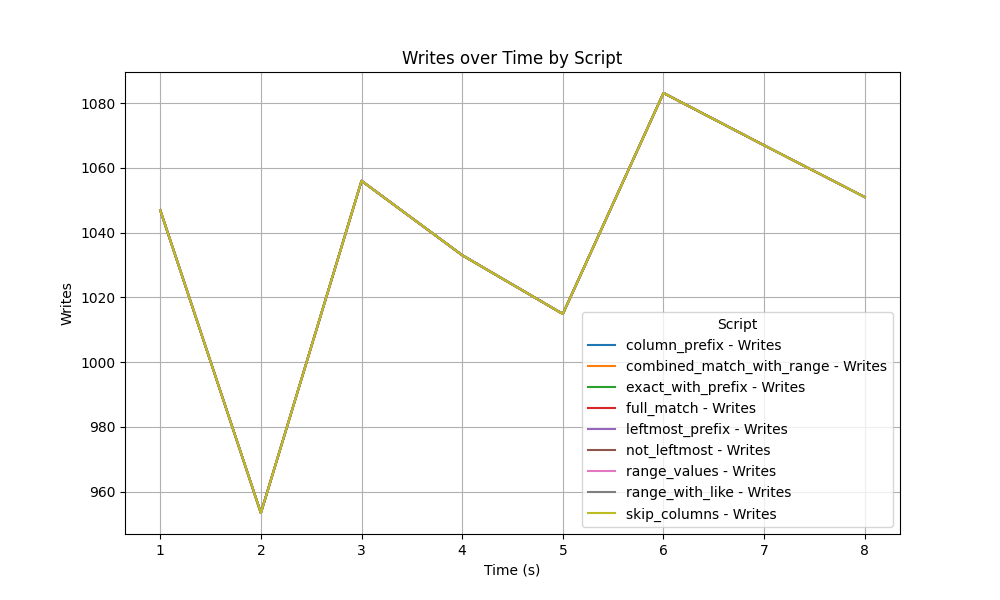 Writes over Time by Script
1080
1060
1040
1020
1000
980
960
Writes
1 2 3 4 5 6 7 8
Time (s)
Script
column_prefix - Writes
combined_match_with_range - Writes
exact_with_prefix - Writes
full_match - Writes
leftmost_prefix - Writes
not_leftmost - Writes
range_values - Writes
range_with_like - Writes
skip_columns - Writes